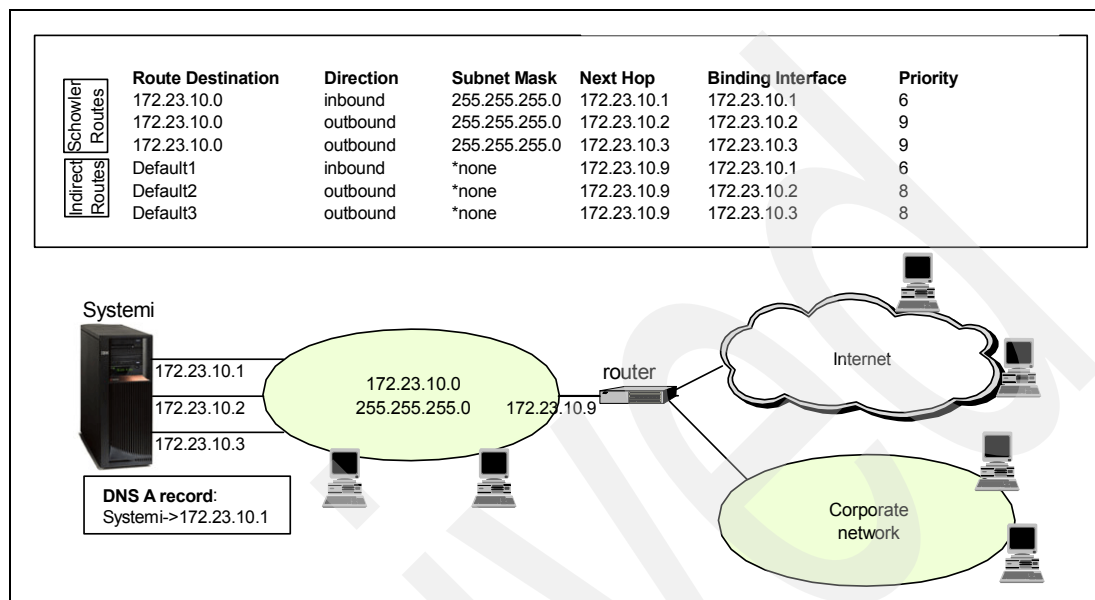 Route Destination Direction Subnet Mask Next Hop Binding Interface Priority
Schowler
Routes
172.23.10.0 inbound 255.255.255.0 172.23.10.1 172.23.10.1 6
172.23.10.0 outbound 255.255.255.0 172.23.10.2 172.23.10.2 9
172.23.10.0 outbound 255.255.255.0 172.23.10.3 172.23.10.3 9
Indirect
Routes
Default1 inbound *none 172.23.10.9 172.23.10.1 6
Default2 outbound *none 172.23.10.9 172.23.10.2 8
Default3 outbound *none 172.23.10.9 172.23.10.3 8
Systemi
172.23.10.1
172.23.10.2
172.23.10.3
172.23.10.0
255.255.255.0
172.23.10.9
router
Internet
Corporate
network
DNS A record:
Systemi->172.23.10.1